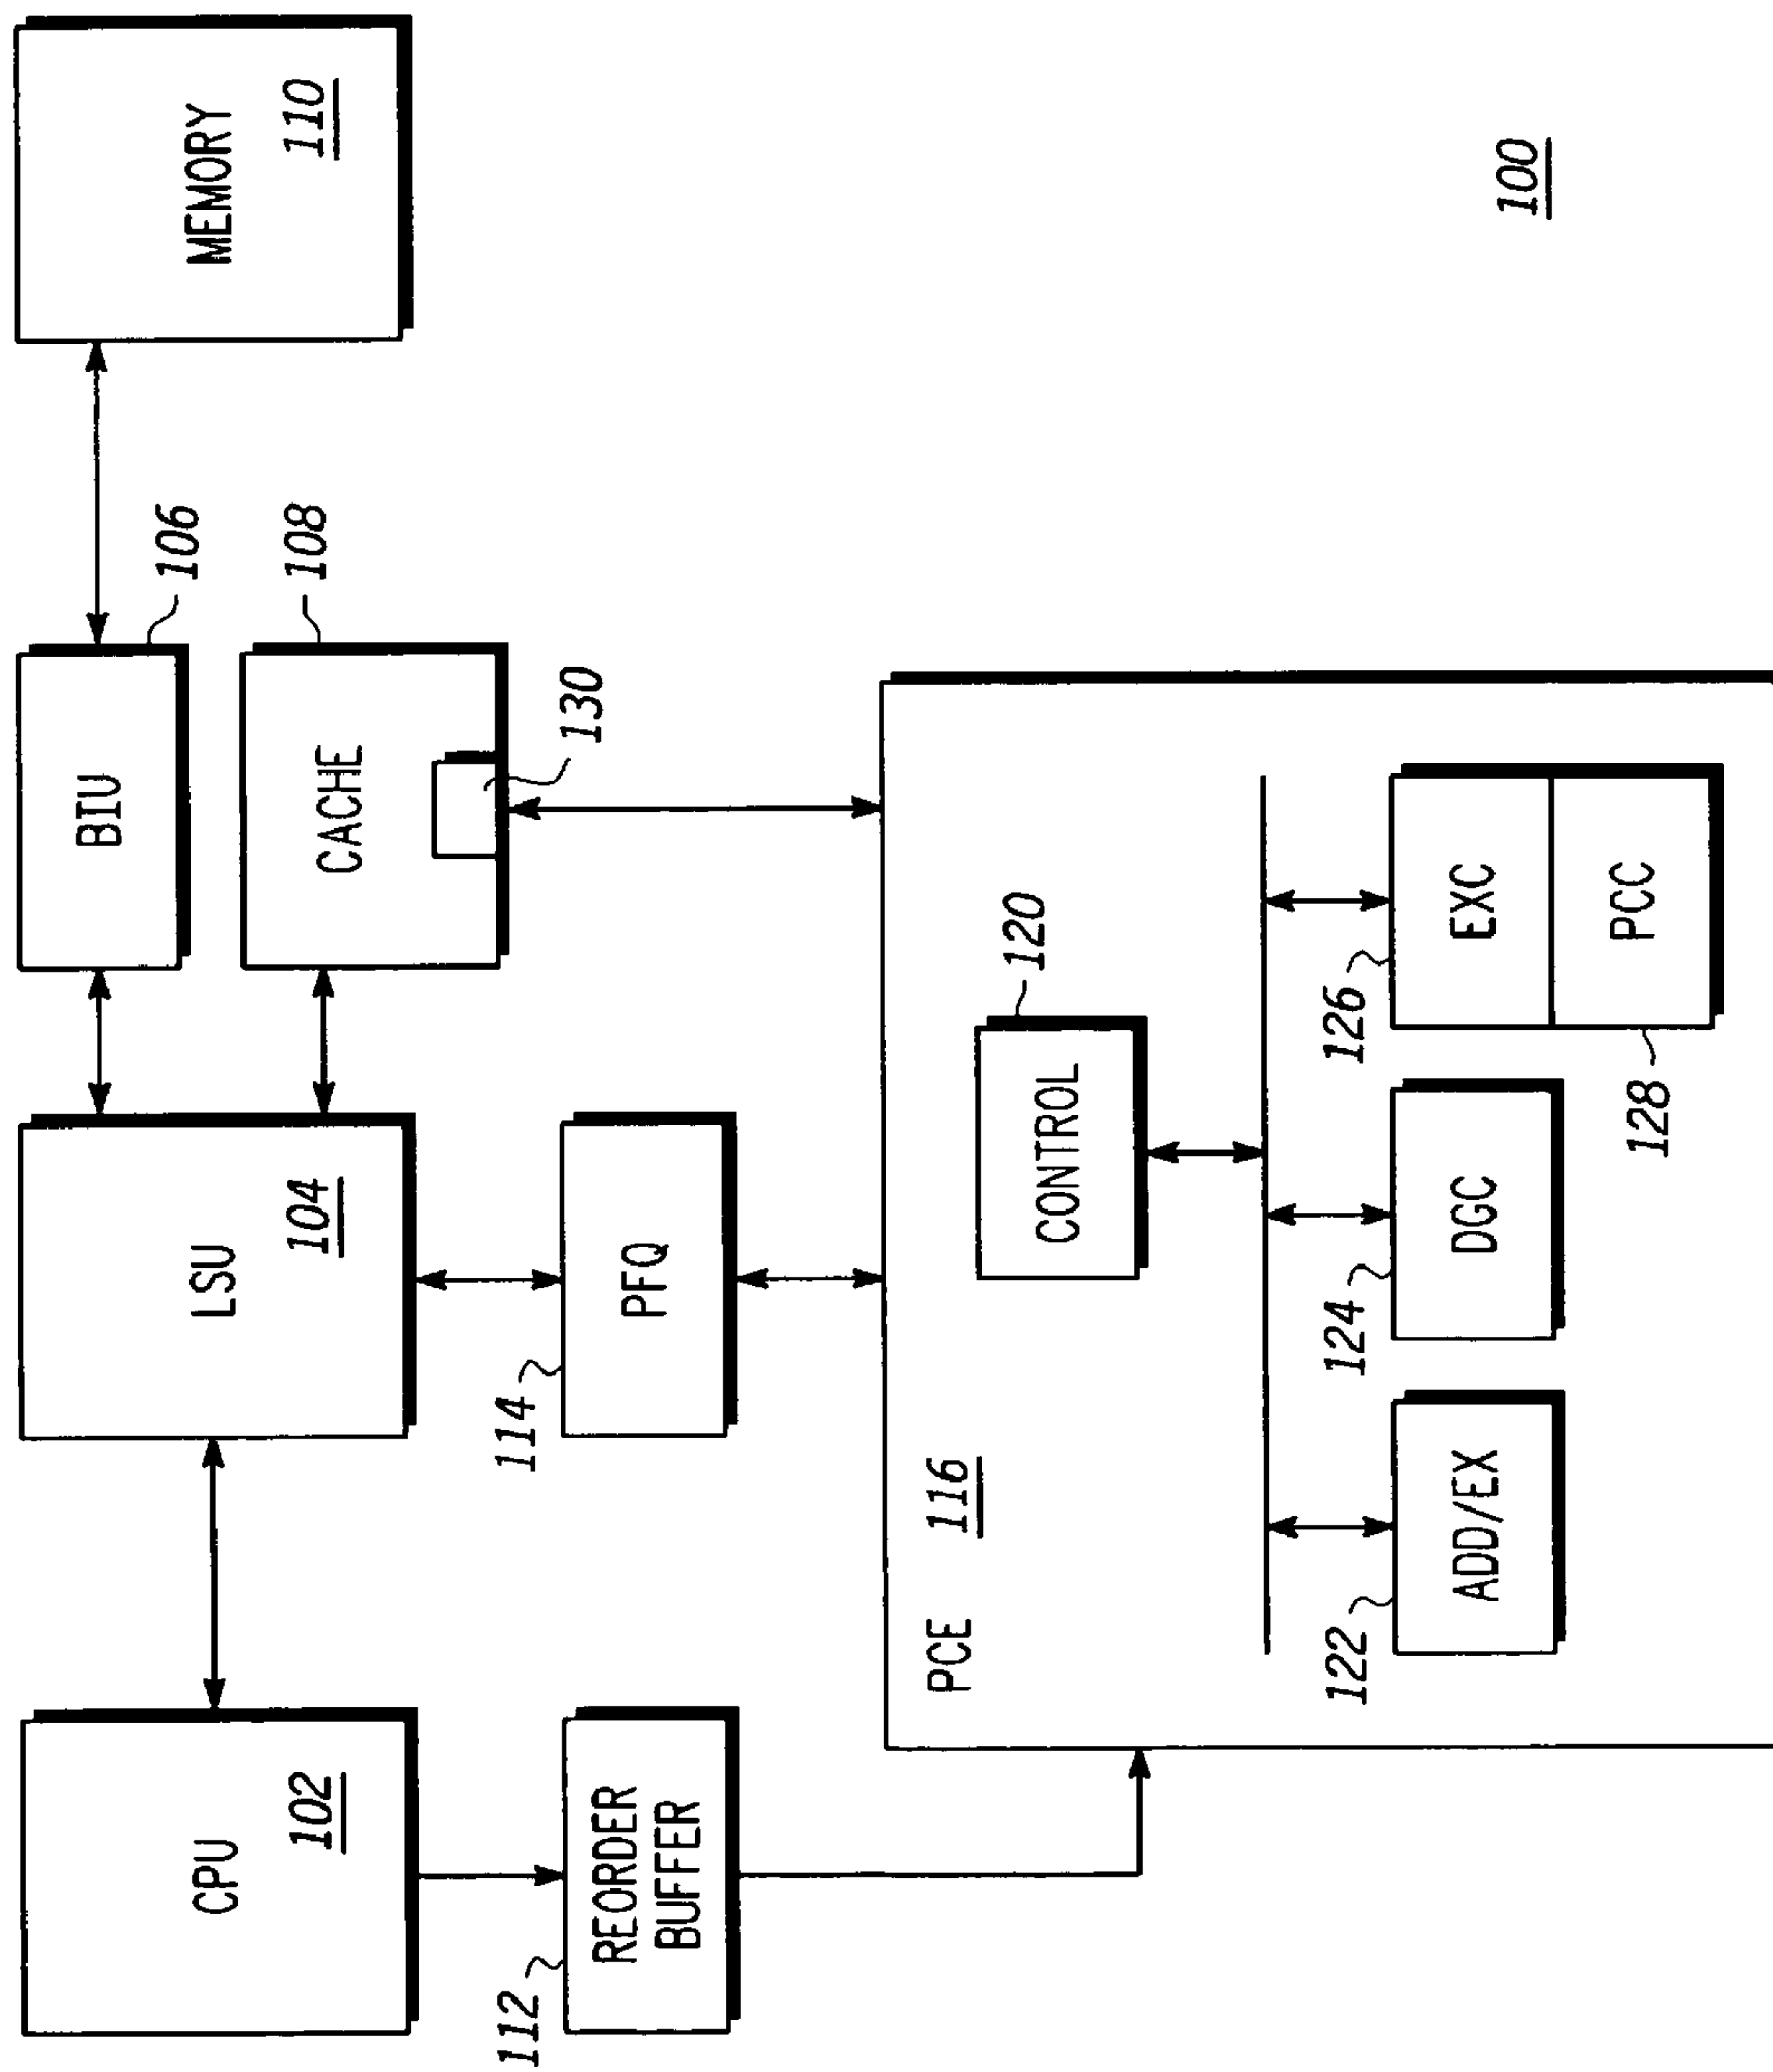 CPU
102
LSU
104
BIU
106
CACHE
108
130
MEMORY
110
112
REORDER
BUFFER
114
PFQ
PCE
116
CONTROL
120
122
ADD/EX
124
DGC
126
EXC
128
PCC
100